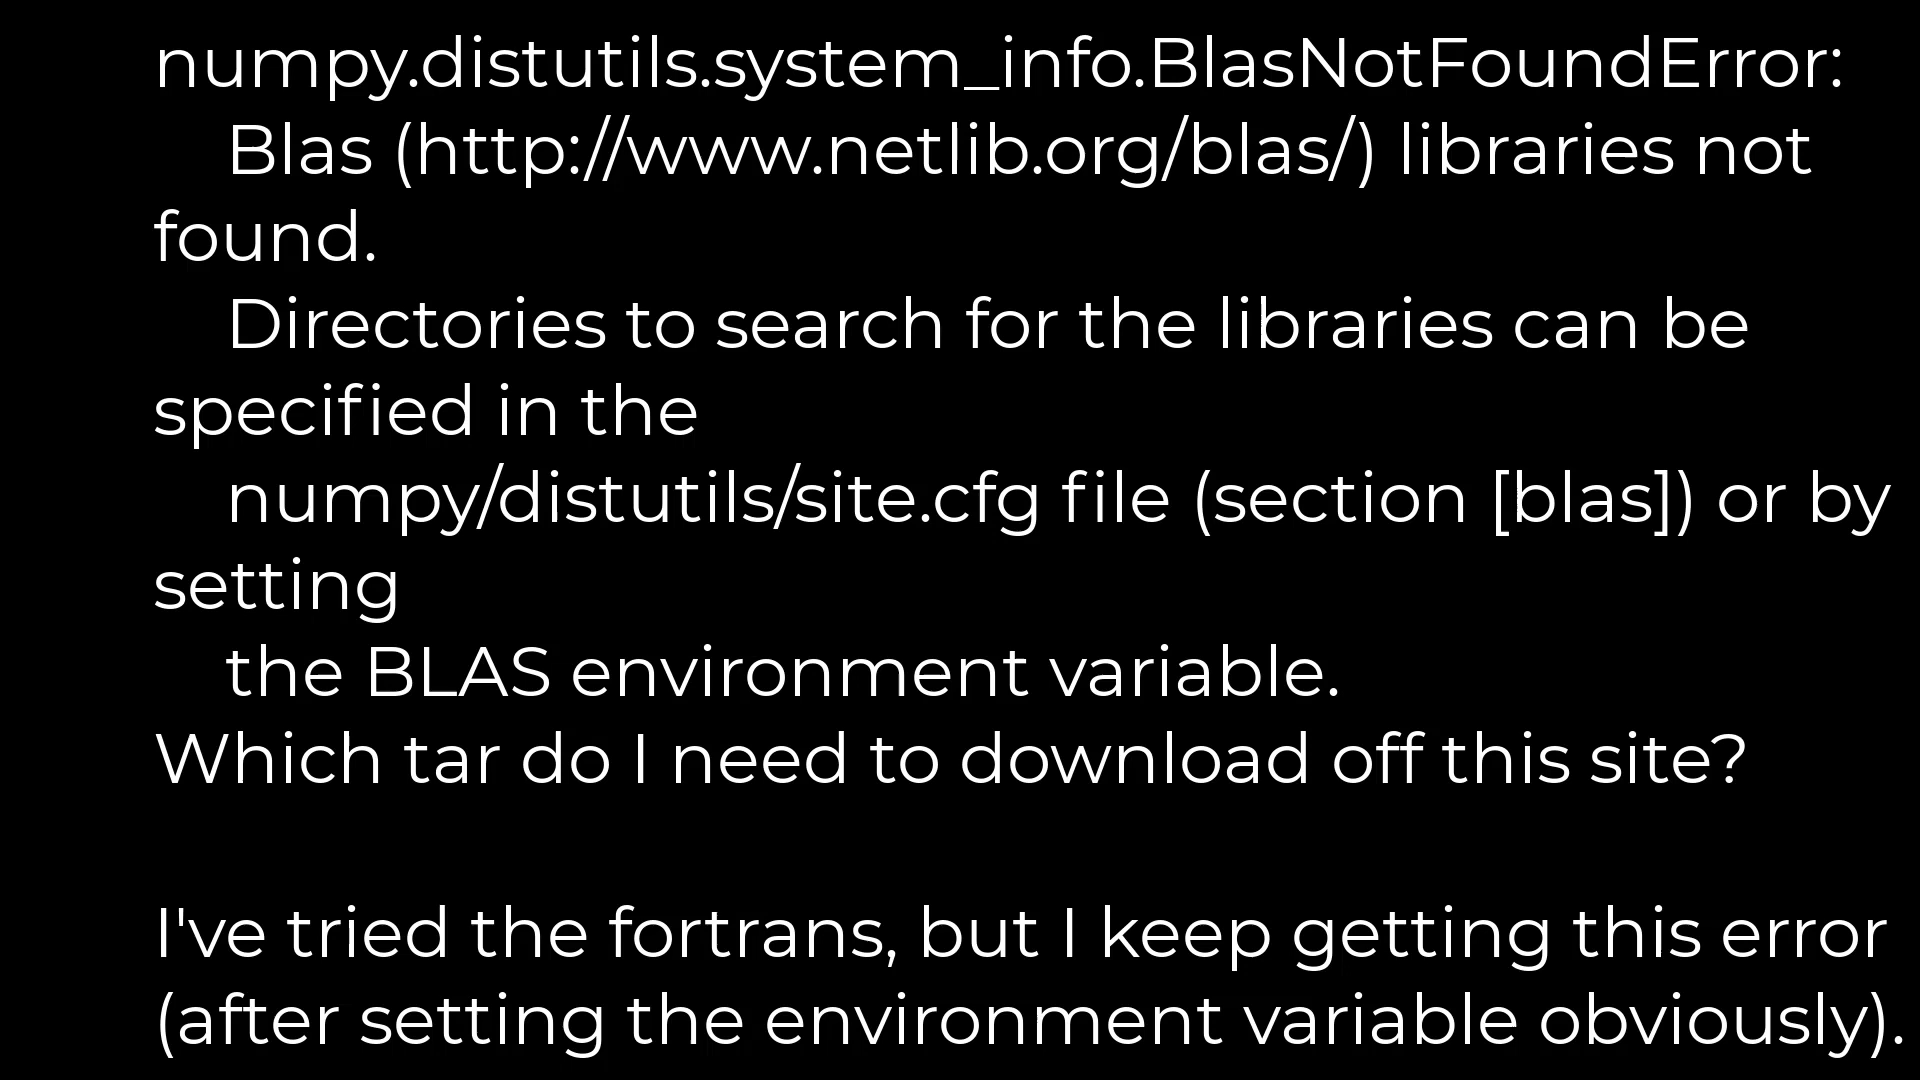 numpy.distutils.system_info.BlasNotFoundError:
    Blas (http://www.netlib.org/blas/) libraries not
found.
    Directories to search for the libraries can be
specified in the
    numpy/distutils/site.cfg file (section [blas]) or by
setting
    the BLAS environment variable.
Which tar do I need to download off this site?

I've tried the fortrans, but I keep getting this error
(after setting the environment variable obviously).